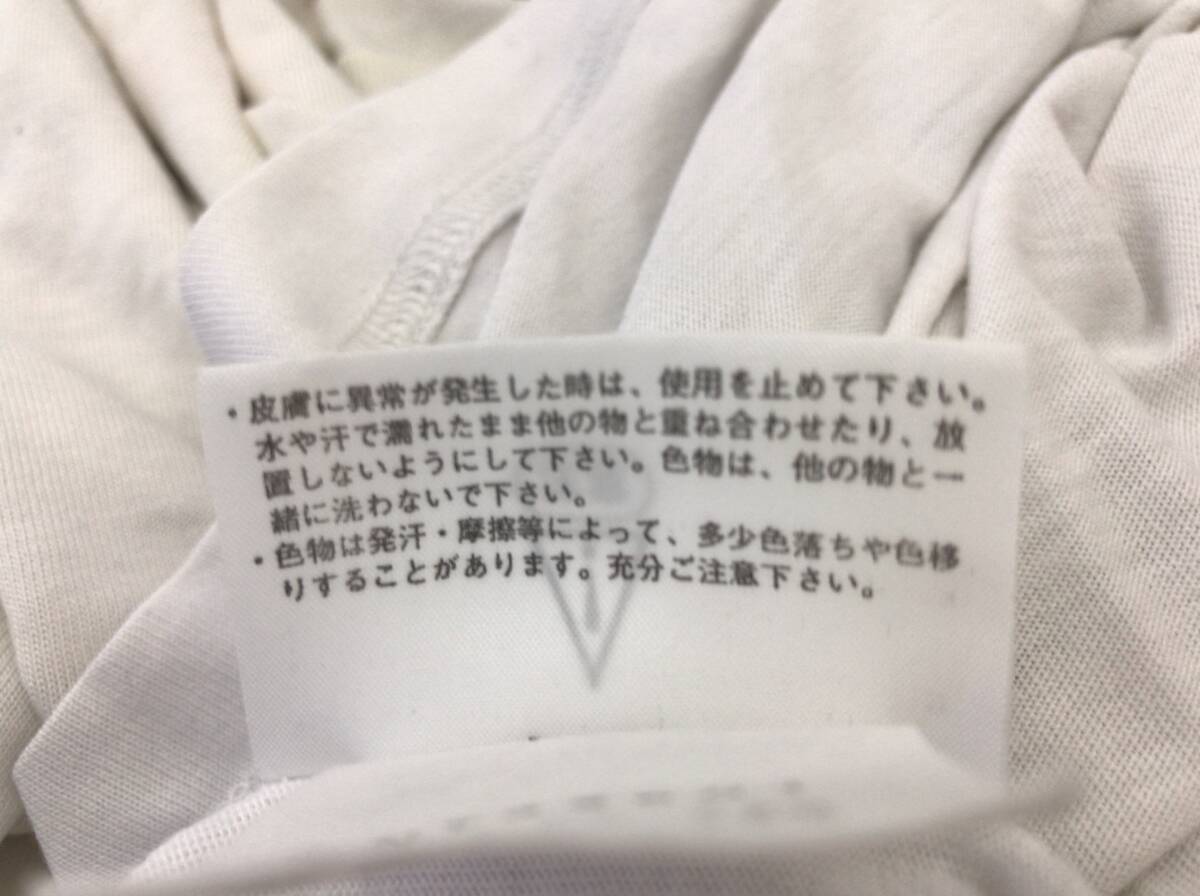 ・皮膚に異常が発生した時は、使用を止めて下さい。
水や汗で濡れたまま他の物と重ね合わせたり、放
置しないようにして下さい。色物は、他の物と一
緒に洗わないで下さい。
・色物は発汗・摩擦等によって、多少色落ちや色移
りすることがあります。充分ご注意下さい。